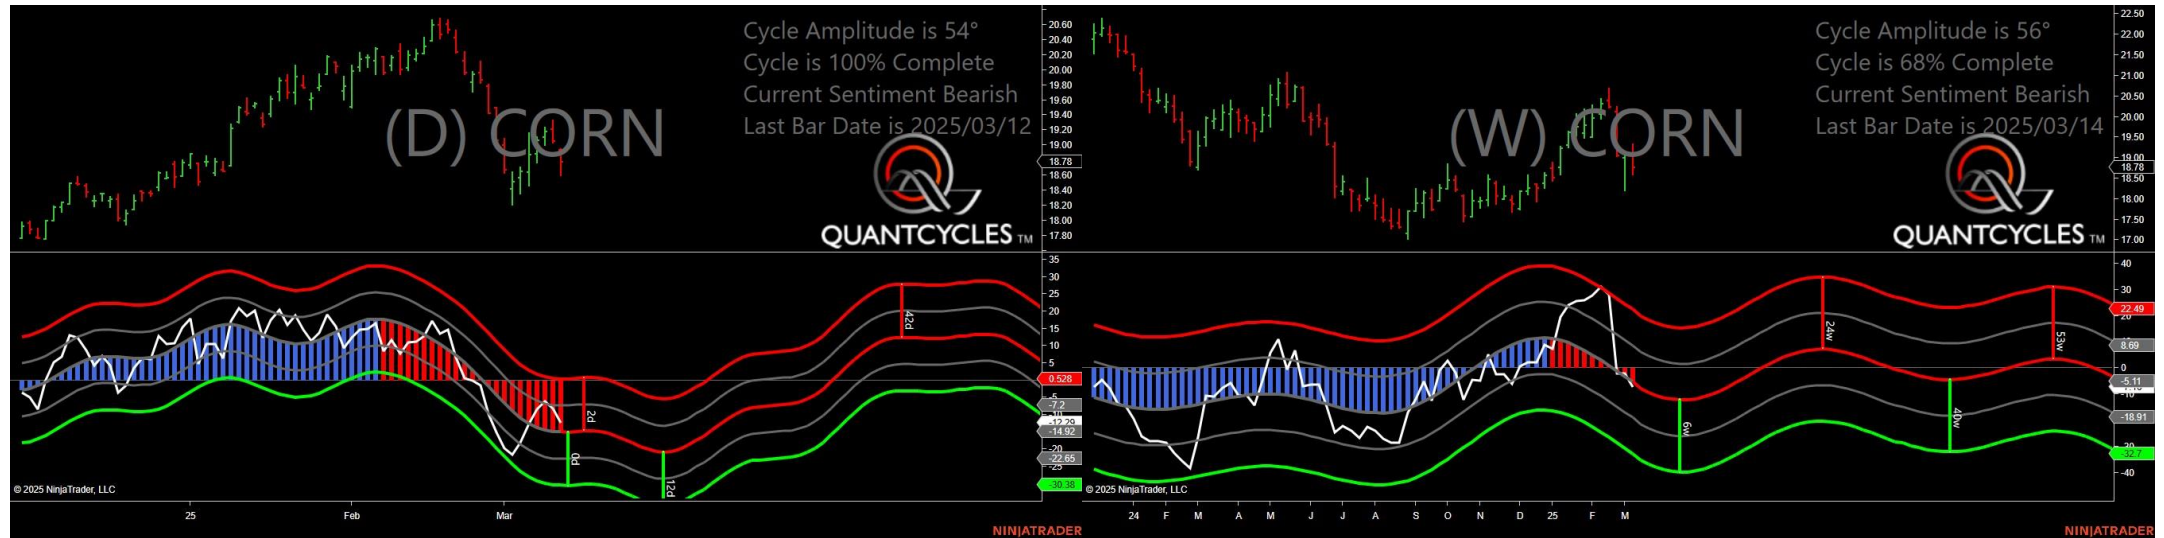 Cycle Amplitude is 54°
Cycle is 100% Complete
Current Sentiment Bearish
Last Bar Date is 2025/03/12
(D) CORN
QUANTCYCLES TM
20.60
20.40
20.20
20.00
19.80
19.60
19.40
19.20
19.00
18.78
18.60
18.40
18.20
18.00
17.80
35
30
25
20
15
10
5
0.528
-7.2
-12.29
-14.92
-20
-22.65
-25
-30.38
42d
2d
0d
12d
© 2025 NinjaTrader, LLC
25 Feb Mar
NINJATRADER
Cycle Amplitude is 56°
Cycle is 68% Complete
Current Sentiment Bearish
Last Bar Date is 2025/03/14
(W) CORN
QUANTCYCLES TM
22.50
22.00
21.50
21.00
20.50
20.00
19.50
19.00
18.78
18.50
18.00
17.50
17.00
40
30
22.49
20
8.69
0
-5.11
-10
-18.91
-32.7
-40
24w
53w
6w
40w
© 2025 NinjaTrader, LLC
24 F M A M J J A S O N D 25 F M
NINJATRADER